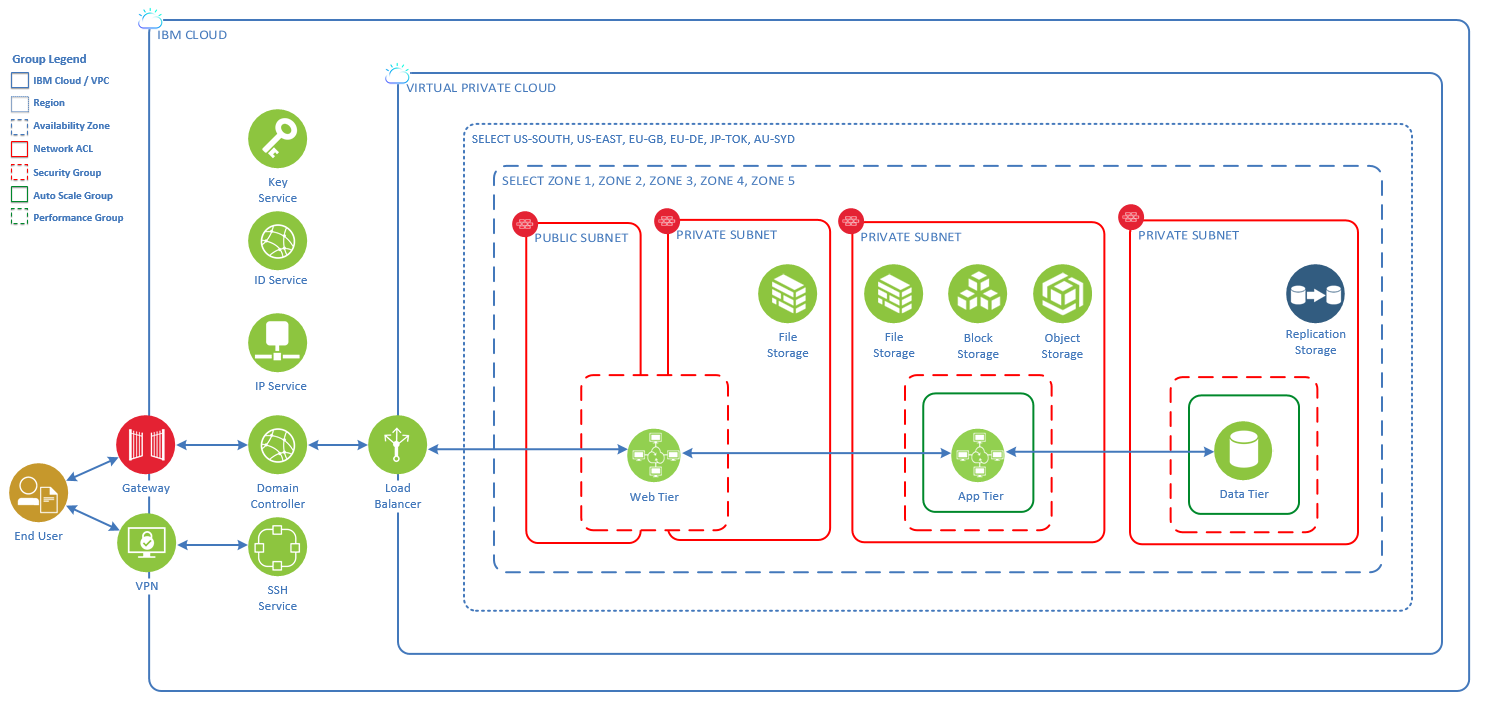 IBM CLOUD
Group Legend
IBM Cloud / VPC
Region
Availability Zone
Network ACL
Security Group
Auto Scale Group
Performance Group
VIRTUAL PRIVATE CLOUD
SELECT US-SOUTH, US-EAST, EU-GB, EU-DE, JP-TOK, AU-SYD
SELECT ZONE 1, ZONE 2, ZONE 3, ZONE 4, ZONE 5
Key
Service
ID Service
IP Service
PUBLIC SUBNET
PRIVATE SUBNET
PRIVATE SUBNET
PRIVATE SUBNET
File
Storage
File
Storage
Block
Storage
Object
Storage
Replication
Storage
End User
Gateway
VPN
Domain
Controller
SSH
Service
Load
Balancer
Web Tier
App Tier
Data Tier